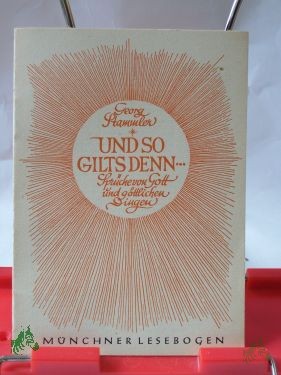 Georg
Stammler
UND SO
GILTS DENN...
Sprüche von Gott
und göttlichen
Dingen
MÜNCHNER LESEBOGEN